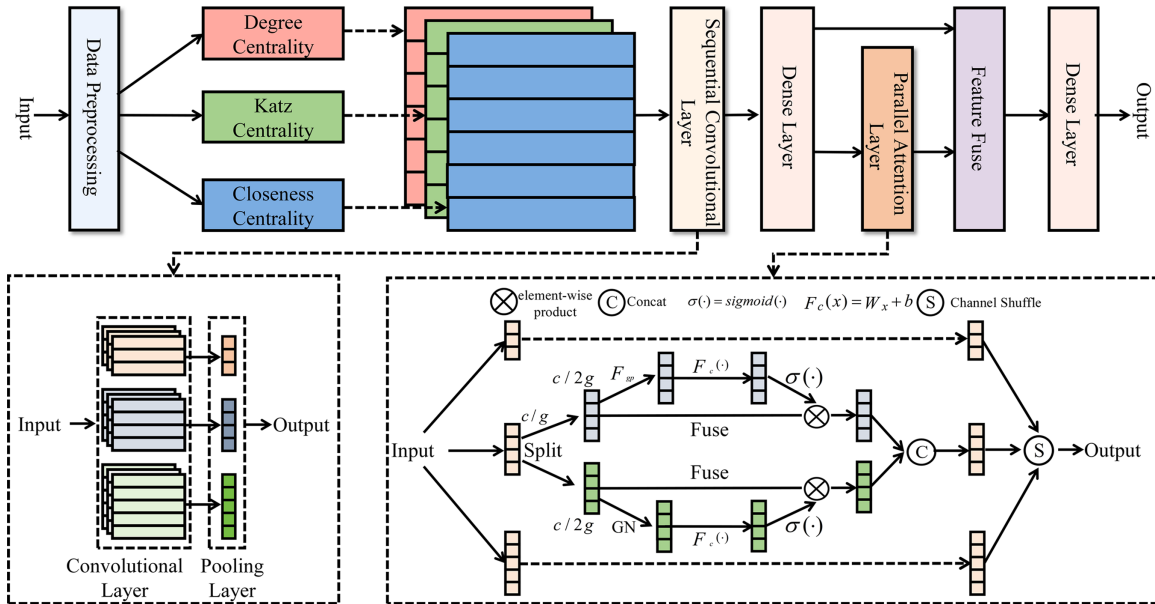 Input
Data Preprocessing
Degree
Centrality
Katz
Centrality
Closeness
Centrality
Sequential Convolutional
Layer
Dense Layer
Parallel Attention
Layer
Feature Fuse
Dense Layer
Output
Input
Output
Convolutional
Layer
Pooling
Layer
element-wise
product
C Concat
σ(·) = sigmoid(·)
F_c(x) = W_x + b
S Channel Shuffle
Input
c / g
Split
c / 2g
F_gp
F_c(·)
σ(·)
Fuse
Fuse
c / 2g
GN
F_c(·)
σ(·)
C
S
Output